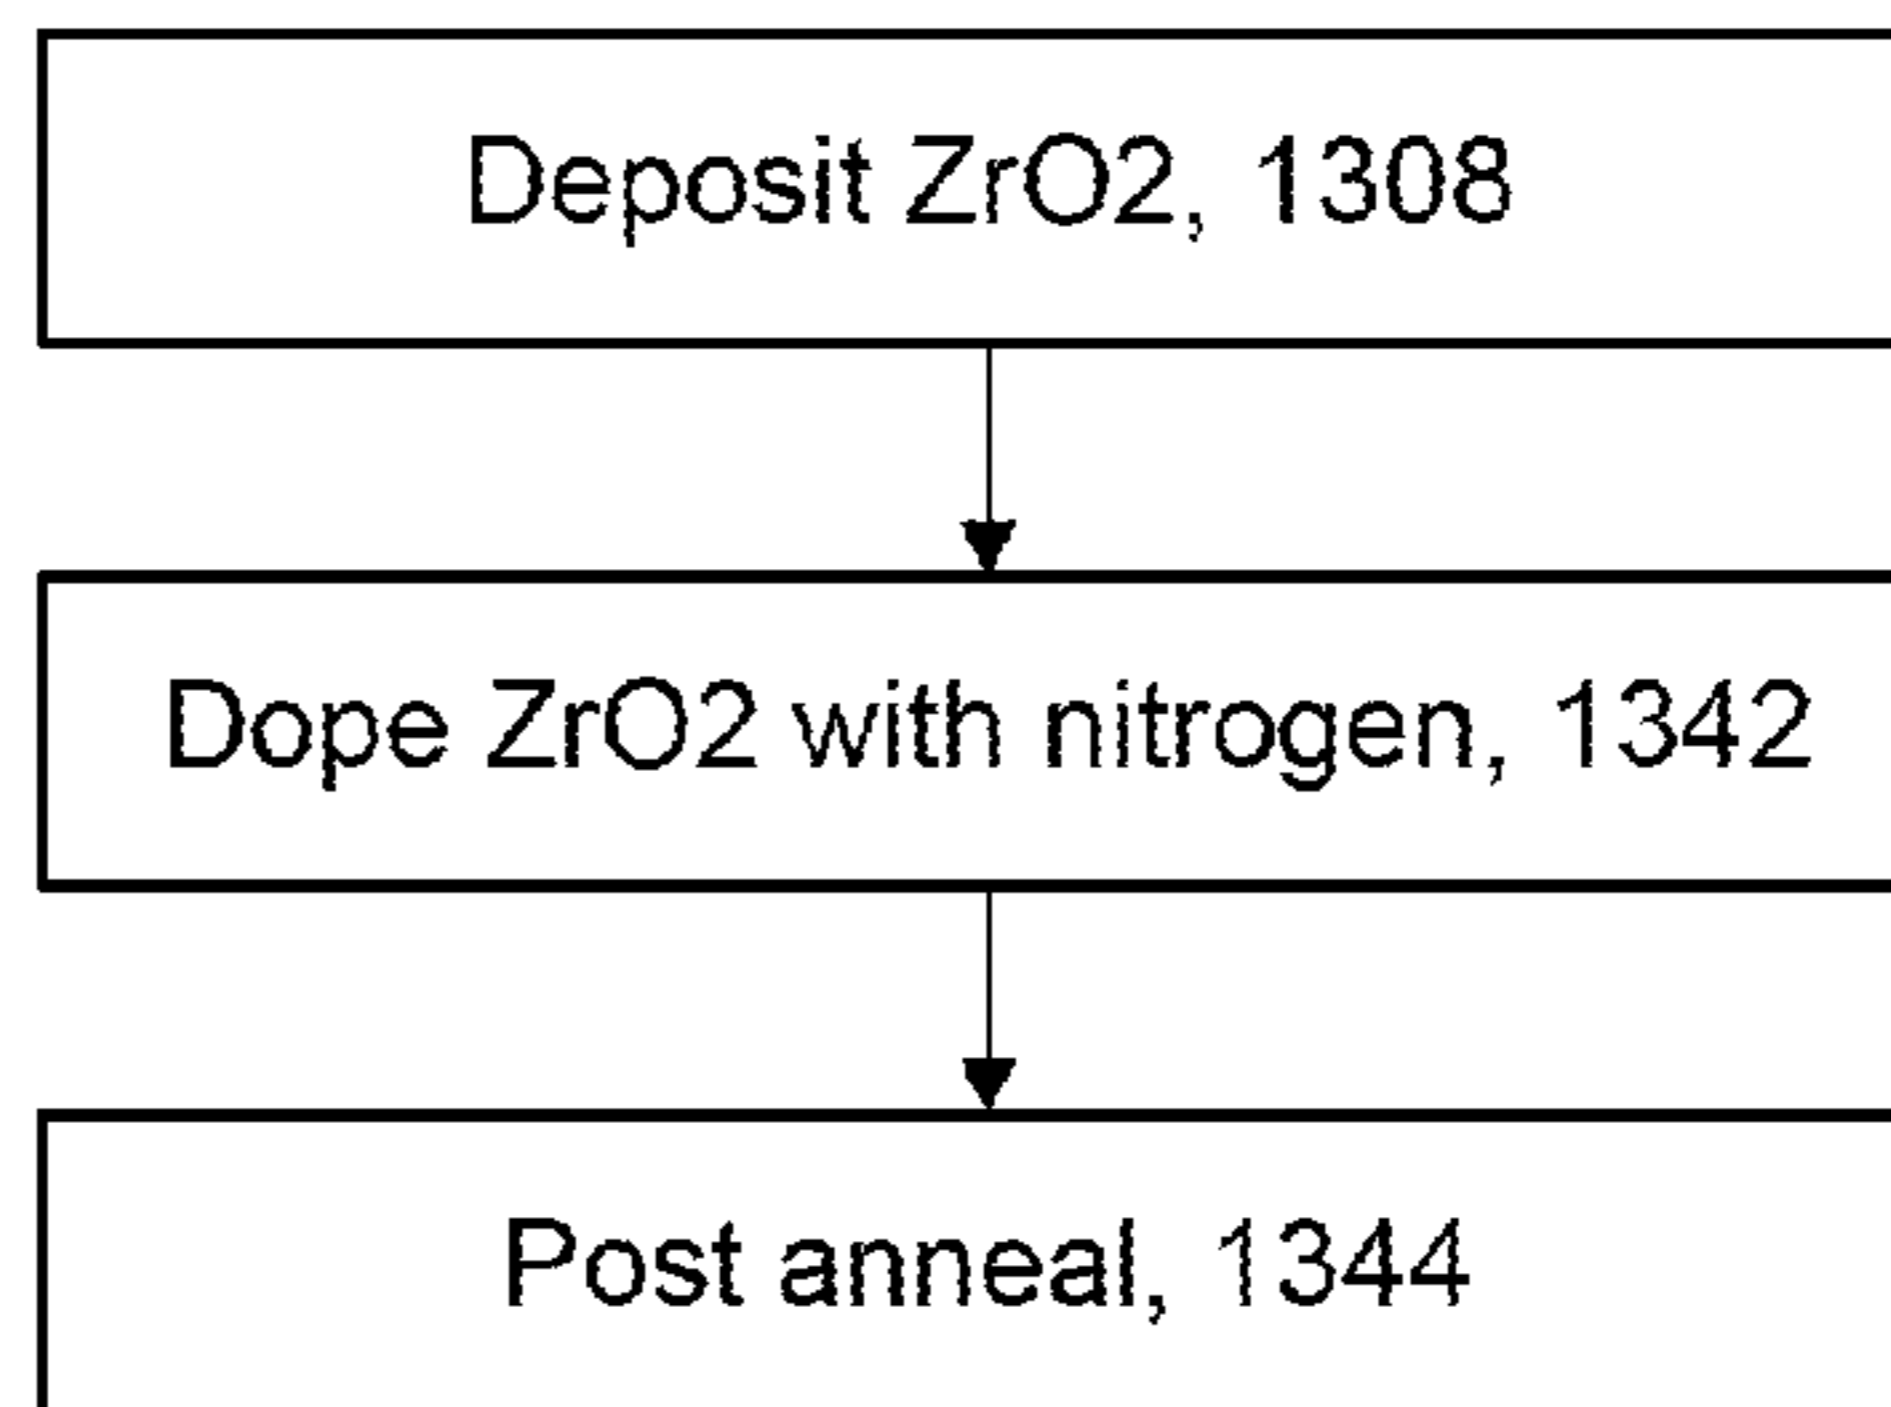 Deposit ZrO2, 1308
Dope ZrO2 with nitrogen, 1342
Post anneal, 1344